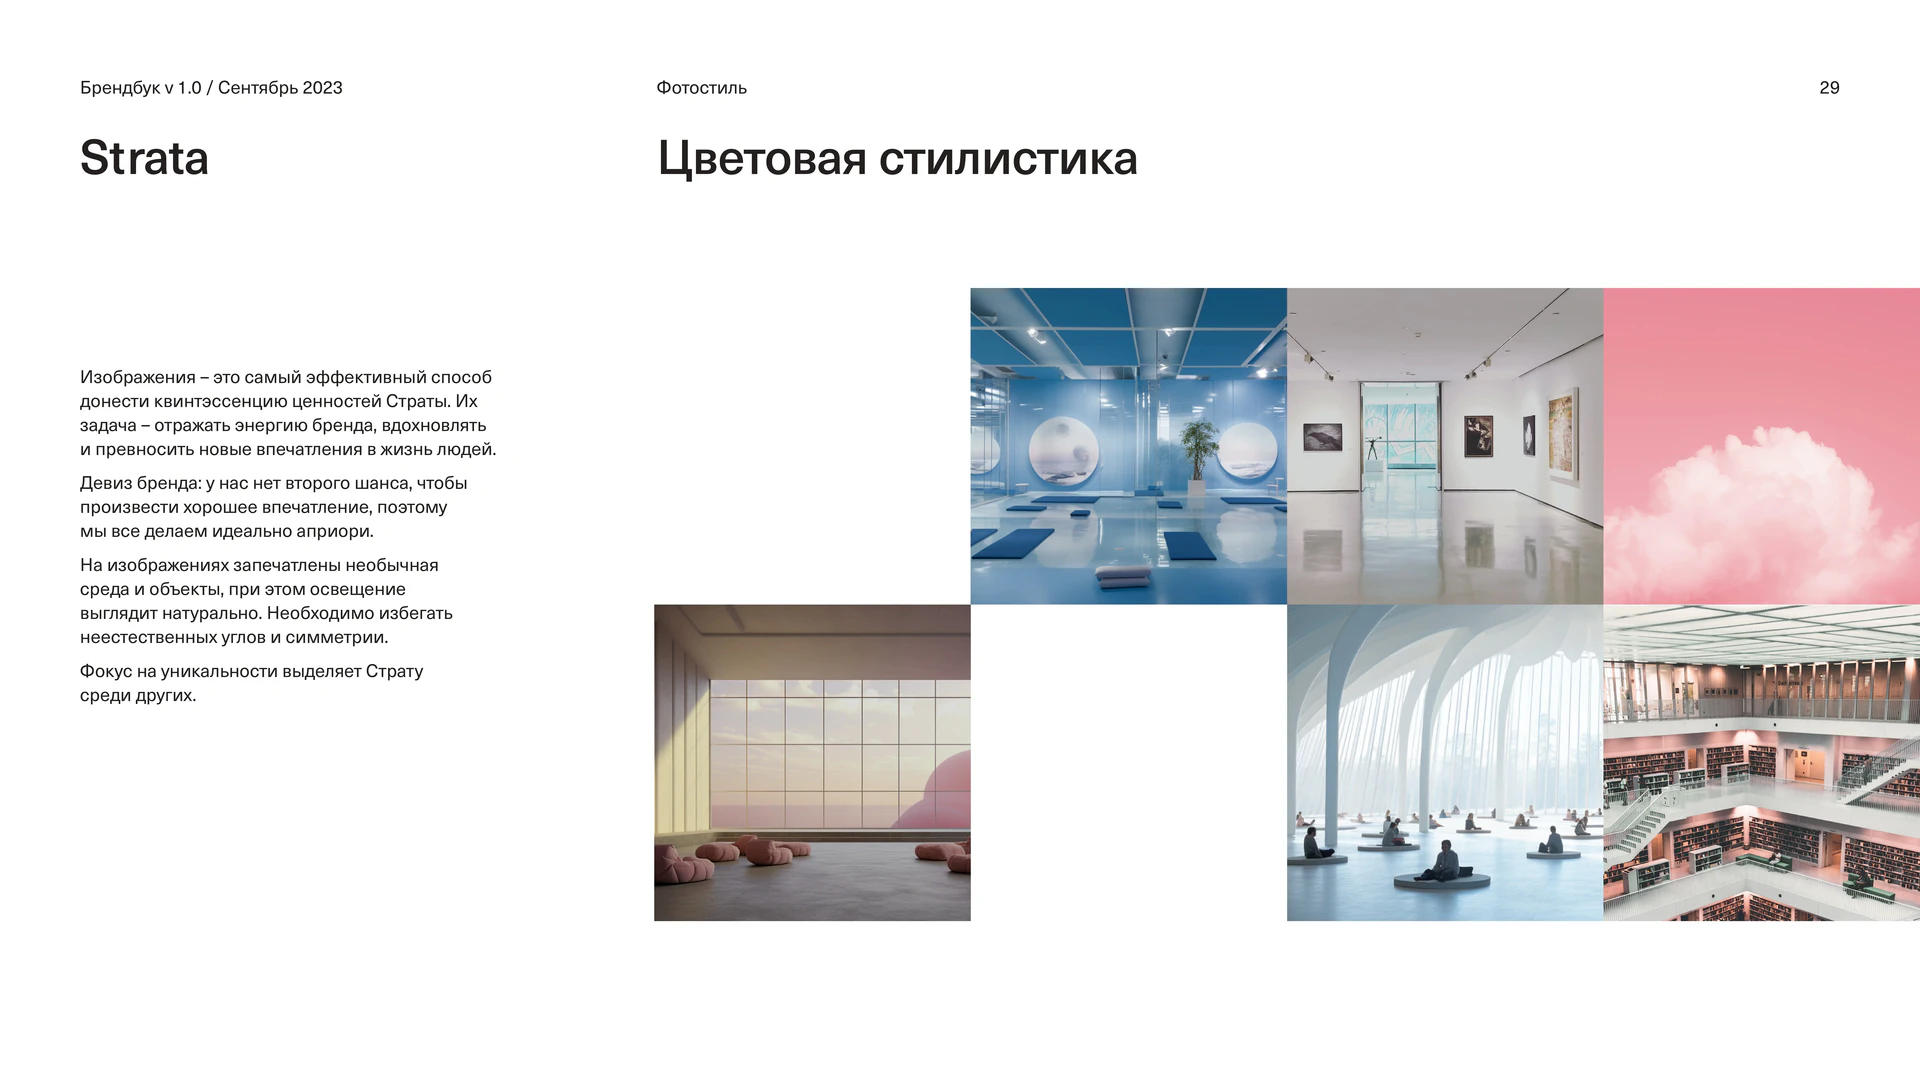 Брендбук v 1.0 / Сентябрь 2023
Фотостиль
29
Strata
Цветовая стилистика
Изображения – это самый эффективный способ
донести квинтэссенцию ценностей Страты. Их
задача – отражать энергию бренда, вдохновлять
и превносить новые впечатления в жизнь людей.
Девиз бренда: у нас нет второго шанса, чтобы
произвести хорошее впечатление, поэтому
мы все делаем идеально априори.
На изображениях запечатлены необычная
среда и объекты, при этом освещение
выглядит натурально. Необходимо избегать
неестественных углов и симметрии.
Фокус на уникальности выделяет Страту
среди других.